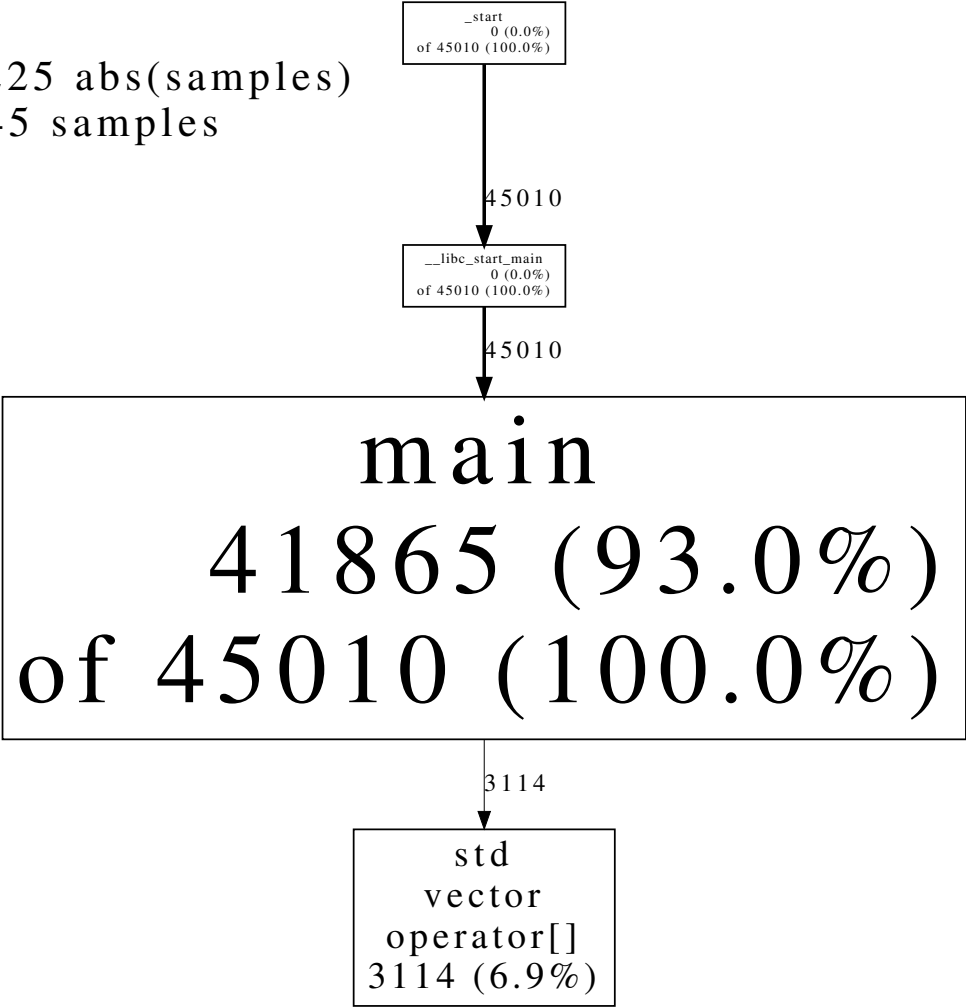 _start
0 (0.0%)
of 45010 (100.0%)
25 abs(samples)
5 samples
45010
__libc_start_main
0 (0.0%)
of 45010 (100.0%)
45010
main
41865 (93.0%)
of 45010 (100.0%)
3114
std
vector
operator[]
3114 (6.9%)